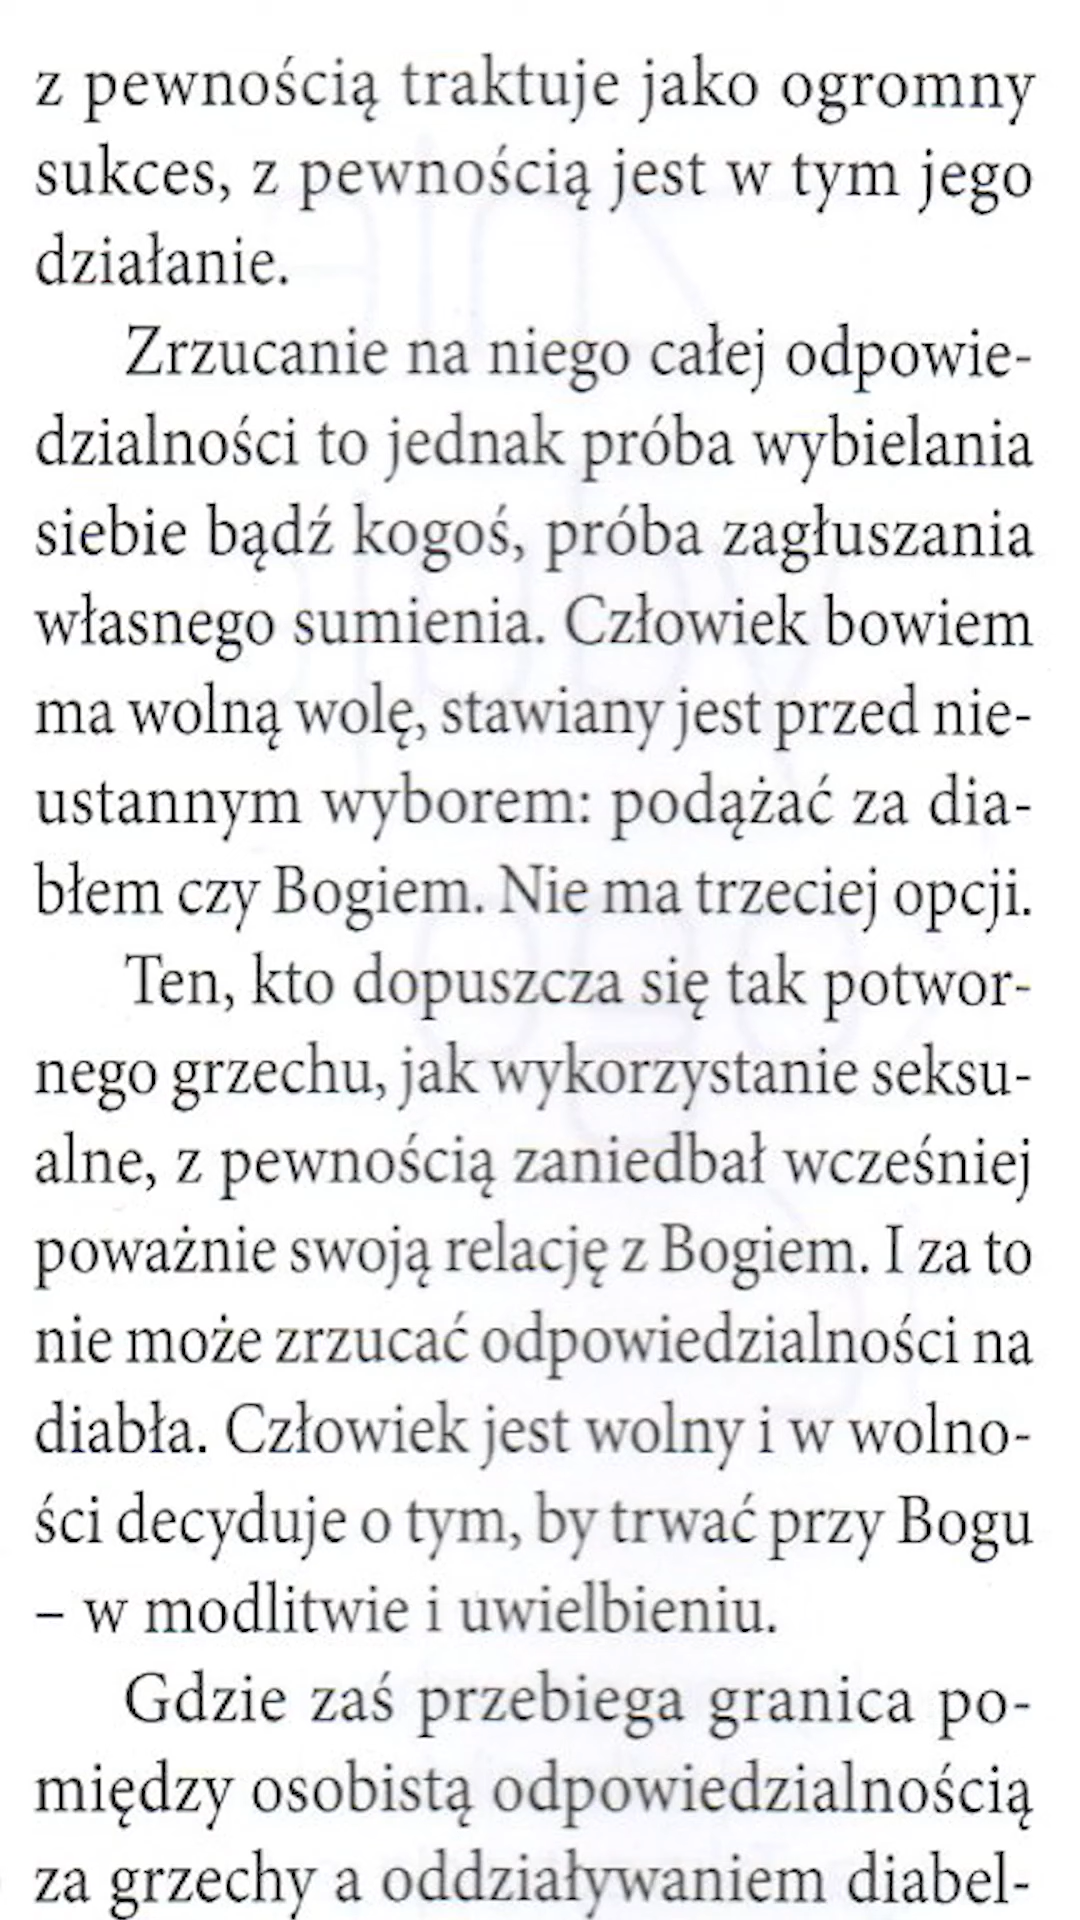 z pewnością traktuje jako ogromny
sukces, z pewnością jest w tym jego
działanie.
Zrzucanie na niego całej odpowie-
dzialności to jednak próba wybielania
siebie bądź kogoś, próba zagłuszania
własnego sumienia. Człowiek bowiem
ma wolną wolę, stawiany jest przed nie-
ustannym wyborem: podążać za dia-
błem czy Bogiem. Nie ma trzeciej opcji.
Ten, kto dopuszcza się tak potwor-
nego grzechu, jak wykorzystanie seksu-
alne, z pewnością zaniedbał wcześniej
poważnie swoją relację z Bogiem. I za to
nie może zrzucać odpowiedzialności na
diabła. Człowiek jest wolny i w wolno-
ści decyduje o tym, by trwać przy Bogu
– w modlitwie i uwielbieniu.
Gdzie zaś przebiega granica po-
między osobistą odpowiedzialnością
za grzechy a oddziaływaniem diabel-